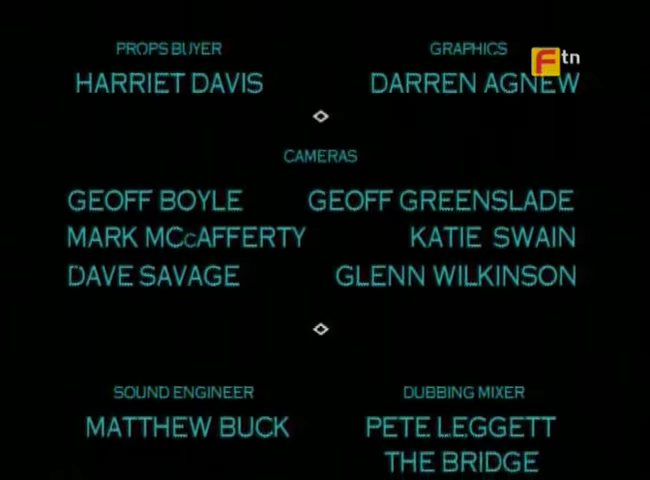 PROPS BUYER GRAPHICS
HARRIET DAVIS DARREN AGNEW
Ftn
CAMERAS
GEOFF BOYLE GEOFF GREENSLADE
MARK McCAFFERTY KATIE SWAIN
DAVE SAVAGE GLENN WILKINSON
SOUND ENGINEER DUBBING MIXER
MATTHEW BUCK PETE LEGGETT
THE BRIDGE